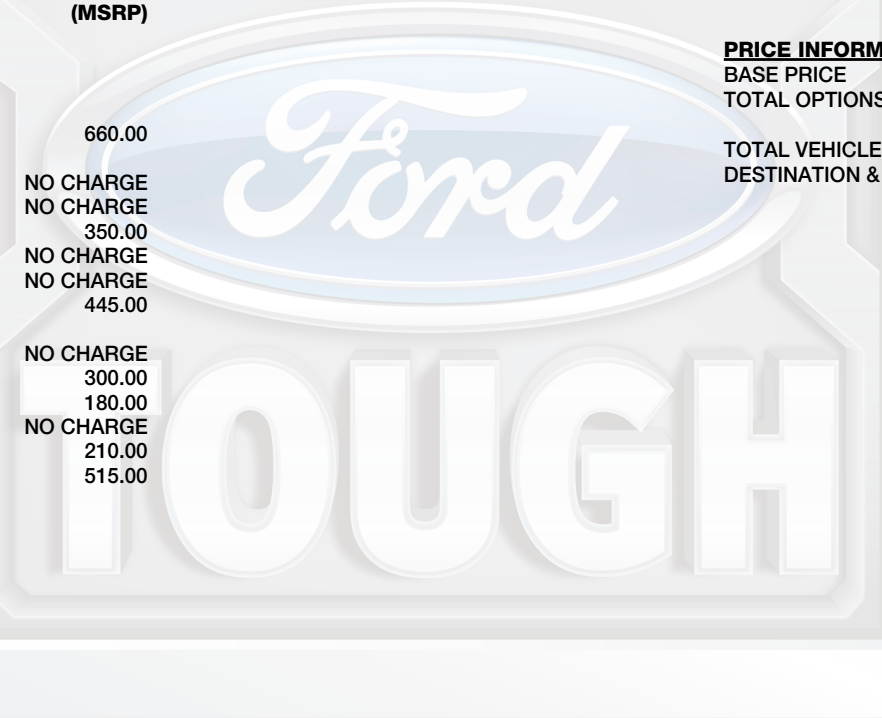 (MSRP)
660.00
NO CHARGE
NO CHARGE
350.00
NO CHARGE
NO CHARGE
445.00
NO CHARGE
300.00
180.00
NO CHARGE
210.00
515.00
PRICE INFORM
BASE PRICE
TOTAL OPTIONS
TOTAL VEHICLE
DESTINATION &
Ford
TOUGH